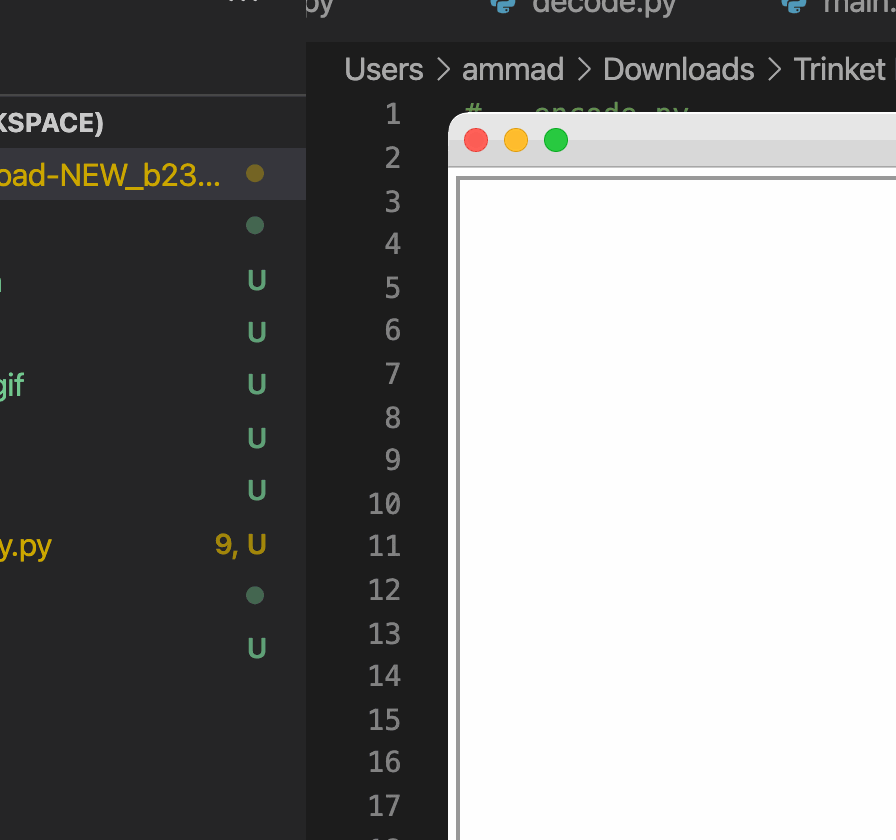 py decode.py main.
Users > ammad > Downloads > Trinket
KSPACE)
1 # encode.py
oad-NEW_b23...
2
3
4
U
5
U
6
7
gif U
8
U
9
U
10
y.py 9, U
11
12
13
U
14
15
16
17